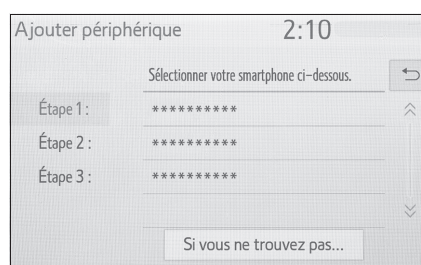 Ajouter périphérique 2:10
Sélectionner votre smartphone ci-dessous.
Étape 1 : **********
Étape 2 : **********
Étape 3 : **********
Si vous ne trouvez pas...